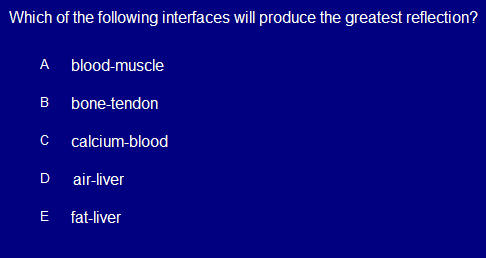 Which of the following interfaces will produce the greatest reflection?
A blood-muscle
B bone-tendon
C calcium-blood
D air-liver
E fat-liver